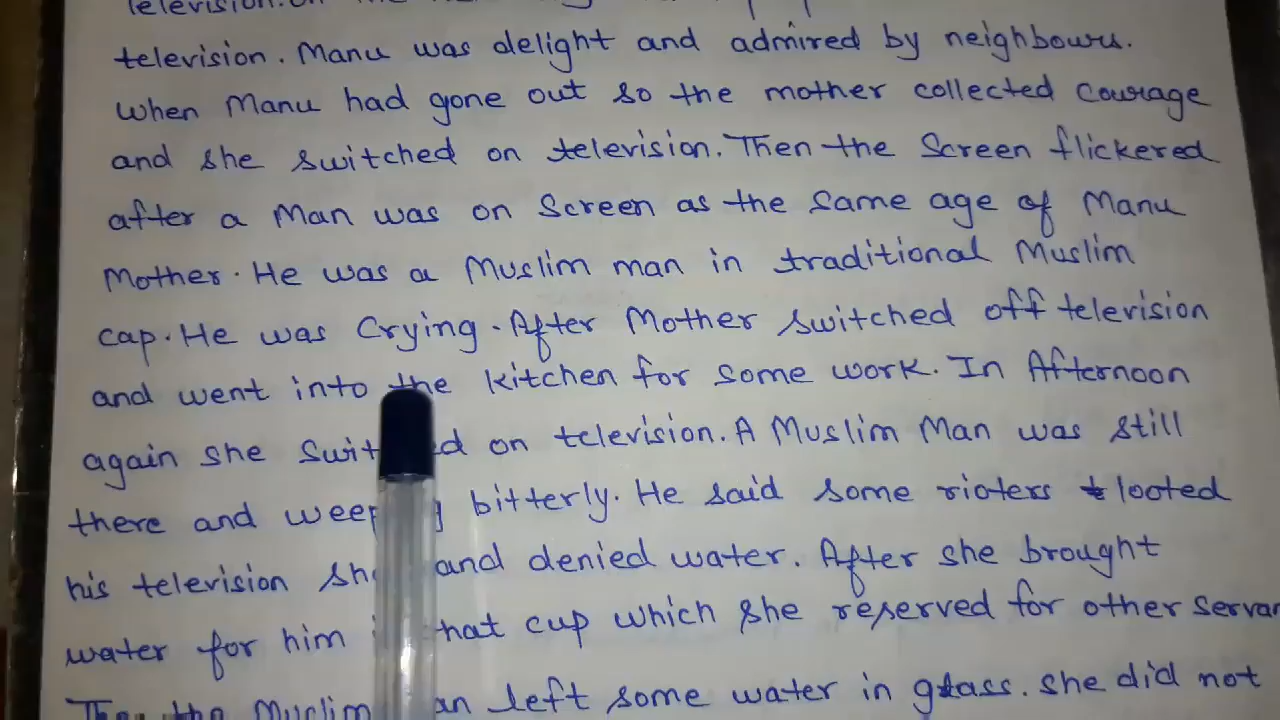 television.
television. Manu was delight and admired by neighbours.
when Manu had gone out so the mother collected courage
and she switched on television. Then the Screen flickered
after a Man was on Screen as the same age of Manu
Mother. He was a Muslim man in traditional Muslim
cap. He was Crying. After Mother switched off television
and went into the kitchen for some work. In Afternoon
again she on television. A Muslim Man was still
there and bitterly. He said some rioters looted
his television and denied water. After she brought
water for him cup which she reserved for other
the Muslim left some water in glass. she did not